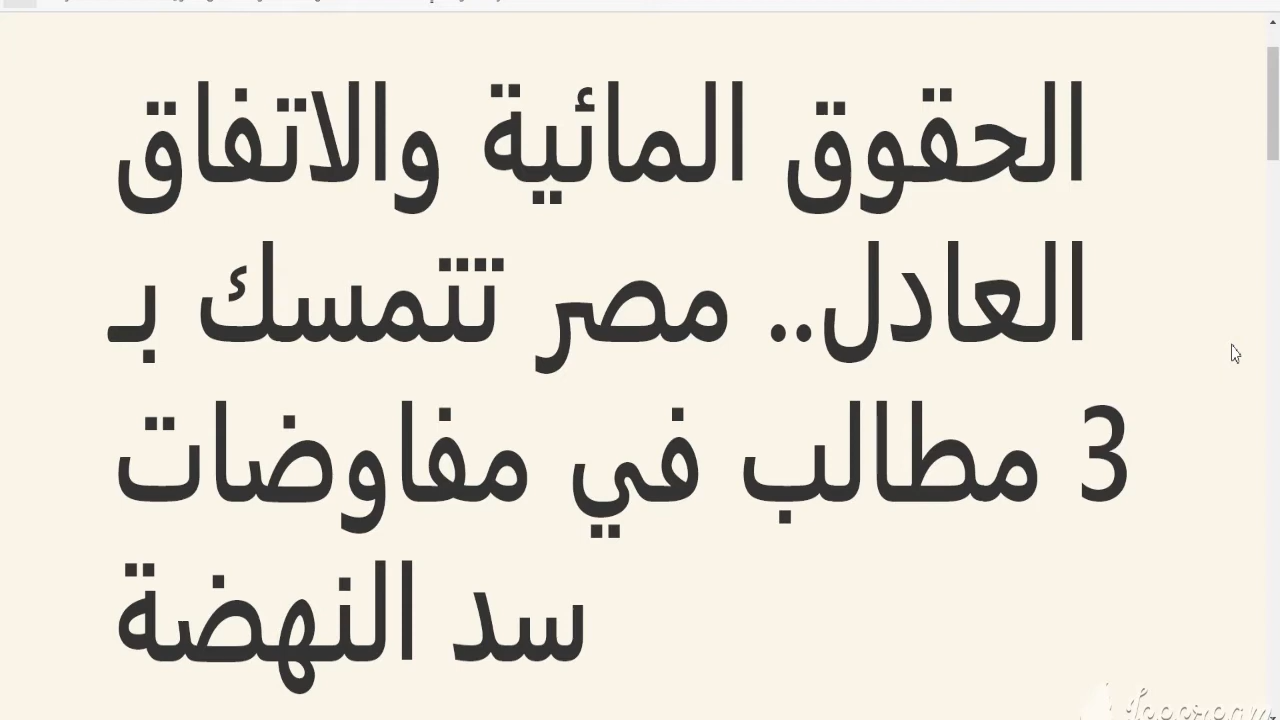 الحقوق المائية والاتفاق
العادل.. مصر تتمسك بـ
3 مطالب في مفاوضات
سد النهضة